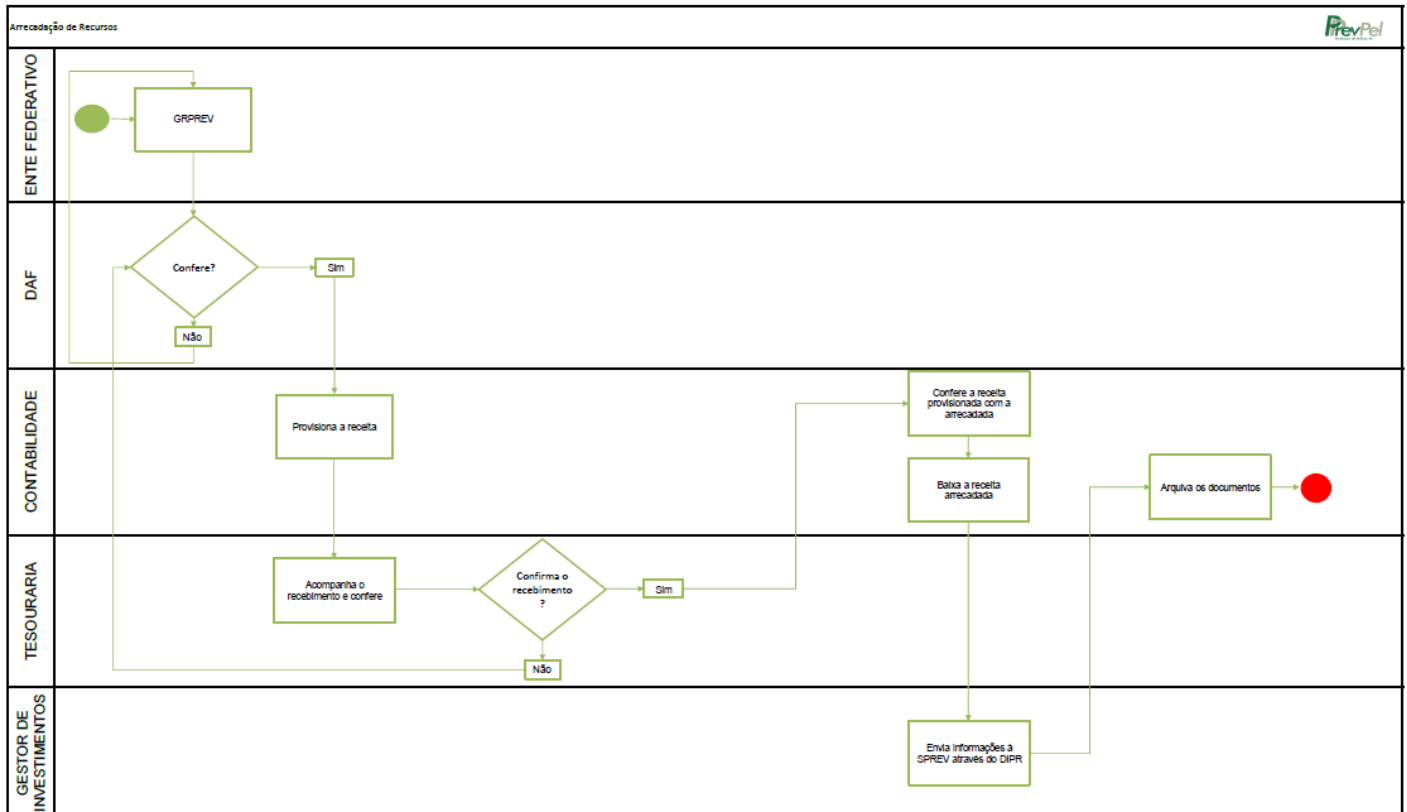 Arrecadação de Recursos
PrevPel
ENTE FEDERATIVO
GRPREV
DAF
Confere?
Sim
Não
CONTABILIDADE
Provisiona a receita
Confere a receita
provisionada com a
arrecadada
Baixa a receita
arrecadada
Arquiva os documentos
TESOURARIA
Acompanha o
recebimento e confere
Confirma o
recebimento
?
Sim
Não
GESTOR DE
INVESTIMENTOS
Envia informações à
SPREV através do DIPR